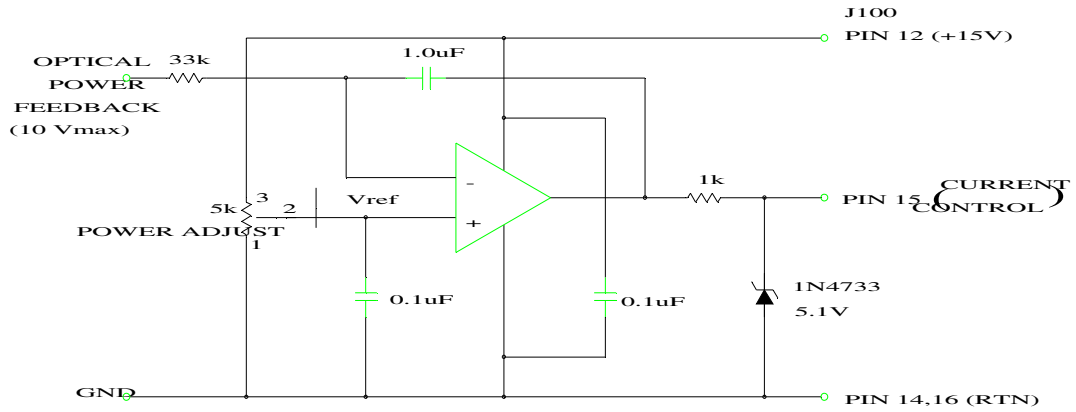 J100
PIN 12 (+15V)
1.0uF
33k
OPTICAL
POWER
FEEDBACK
(10 Vmax)
-
1k
CURRENT
PIN 15 ( )
CONTROL
3
5k
2
Vref
+
POWER ADJUST
1
0.1uF
0.1uF
1N4733
5.1V
GND
PIN 14,16 (RTN)